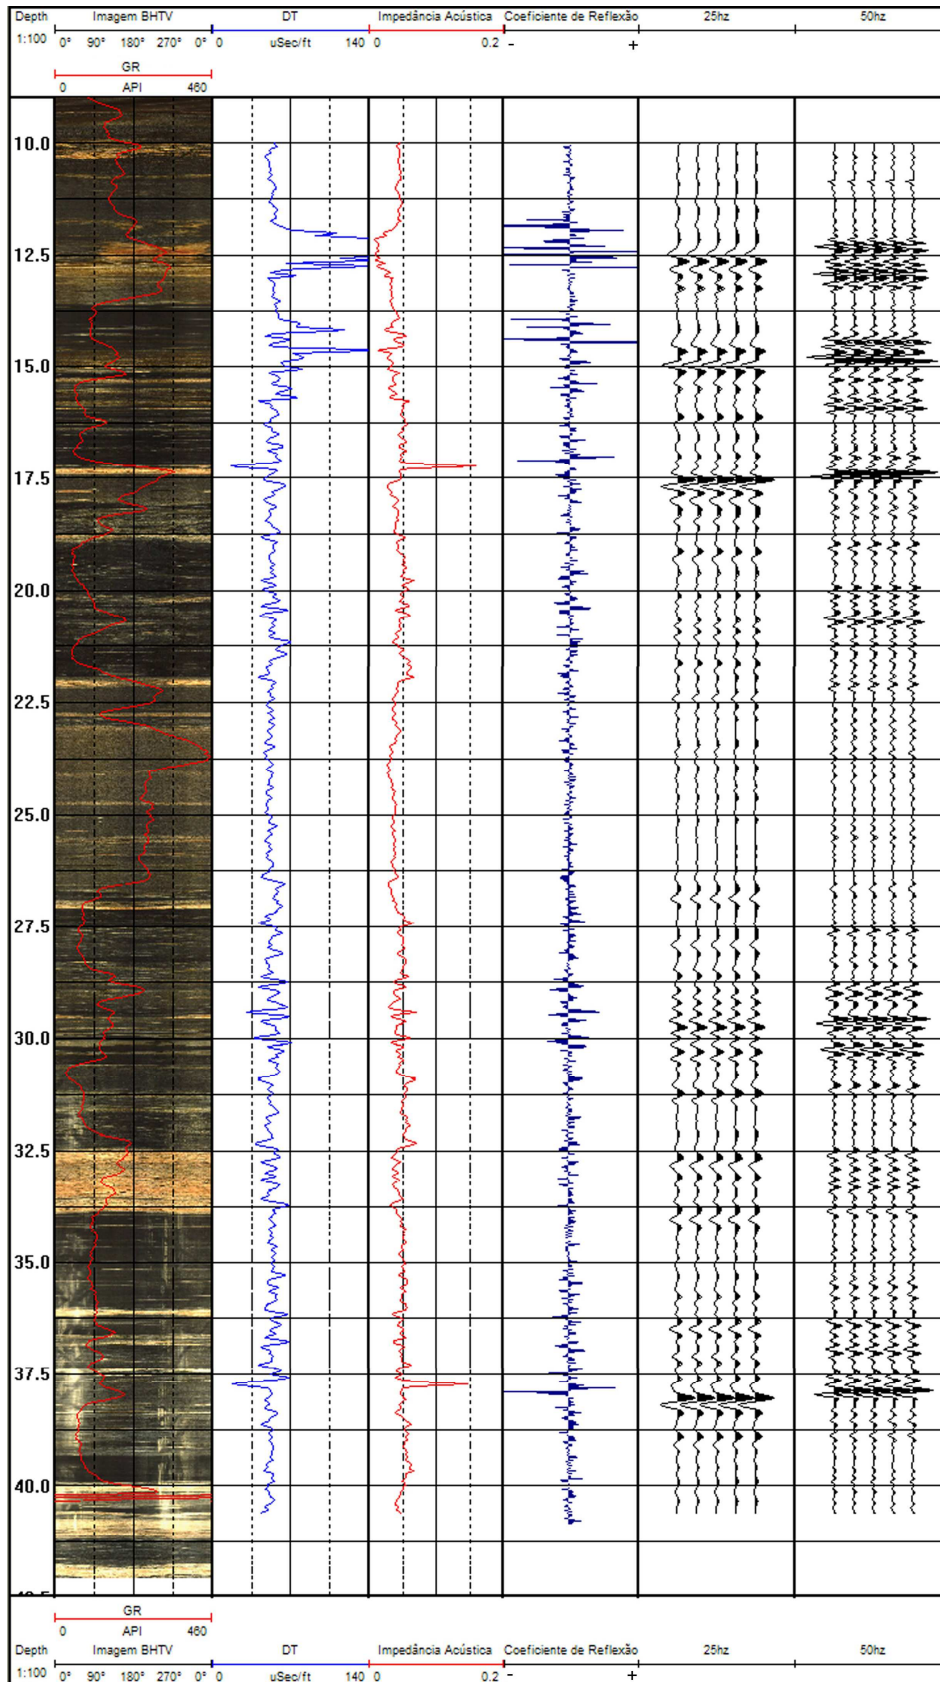 Depth Imagem BHTV DT Impedância Acústica Coeficiente de Reflexão 25hz 50hz
1:100 0° 90° 180° 270° 0° 0 uSec/ft 140 0 0.2 - +
GR
0 API 460
10.0
12.5
15.0
17.5
20.0
22.5
25.0
27.5
30.0
32.5
35.0
37.5
40.0
GR
0 API 460
Depth Imagem BHTV DT Impedância Acústica Coeficiente de Reflexão 25hz 50hz
1:100 0° 90° 180° 270° 0° 0 uSec/ft 140 0 0.2 - +